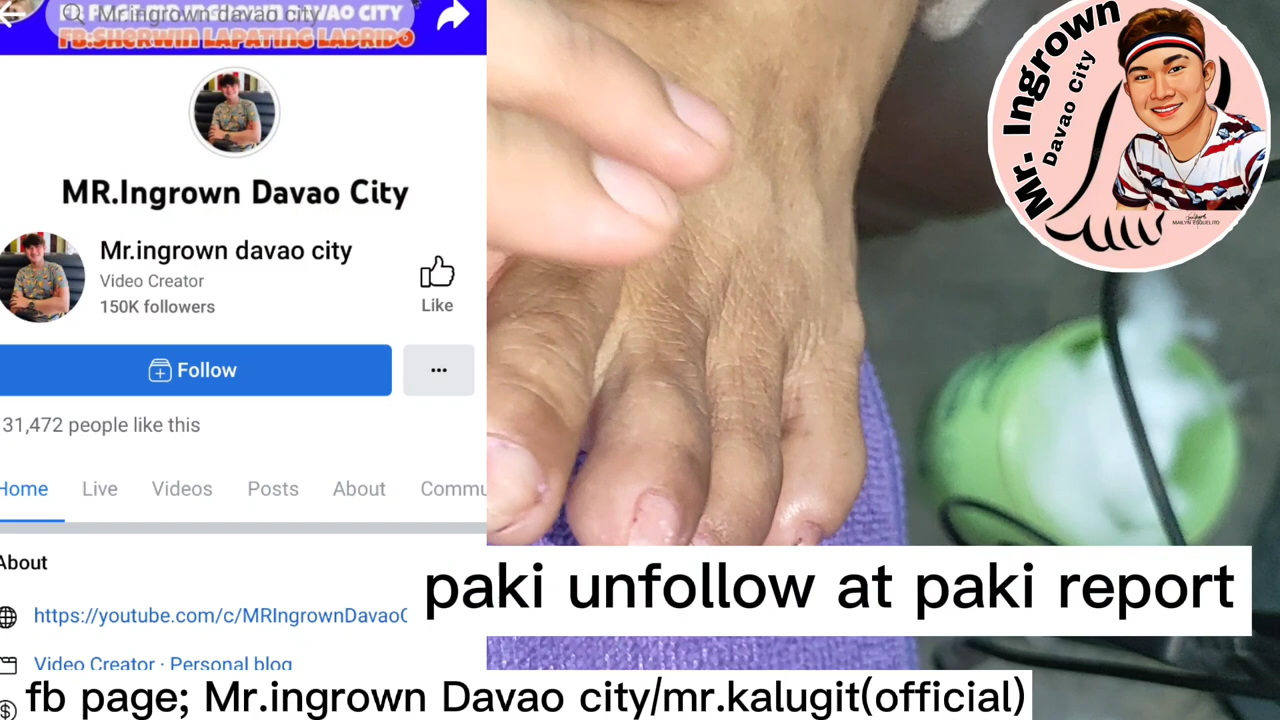 Mr.ingrown davao city
FB:SHERWIN LAPATING LADRIDO
MR.Ingrown Davao City
Mr.ingrown davao city
Video Creator
150K followers
Like
Follow
31,472 people like this
Home
Live
Videos
Posts
About
Commu
About
https://youtube.com/c/MRIngrownDavaoC
Video Creator · Personal blog
Mr. Ingrown
Davao City
MAILYN ESQUELITO
paki unfollow at paki report
fb page; Mr.ingrown Davao city/mr.kalugit(official)